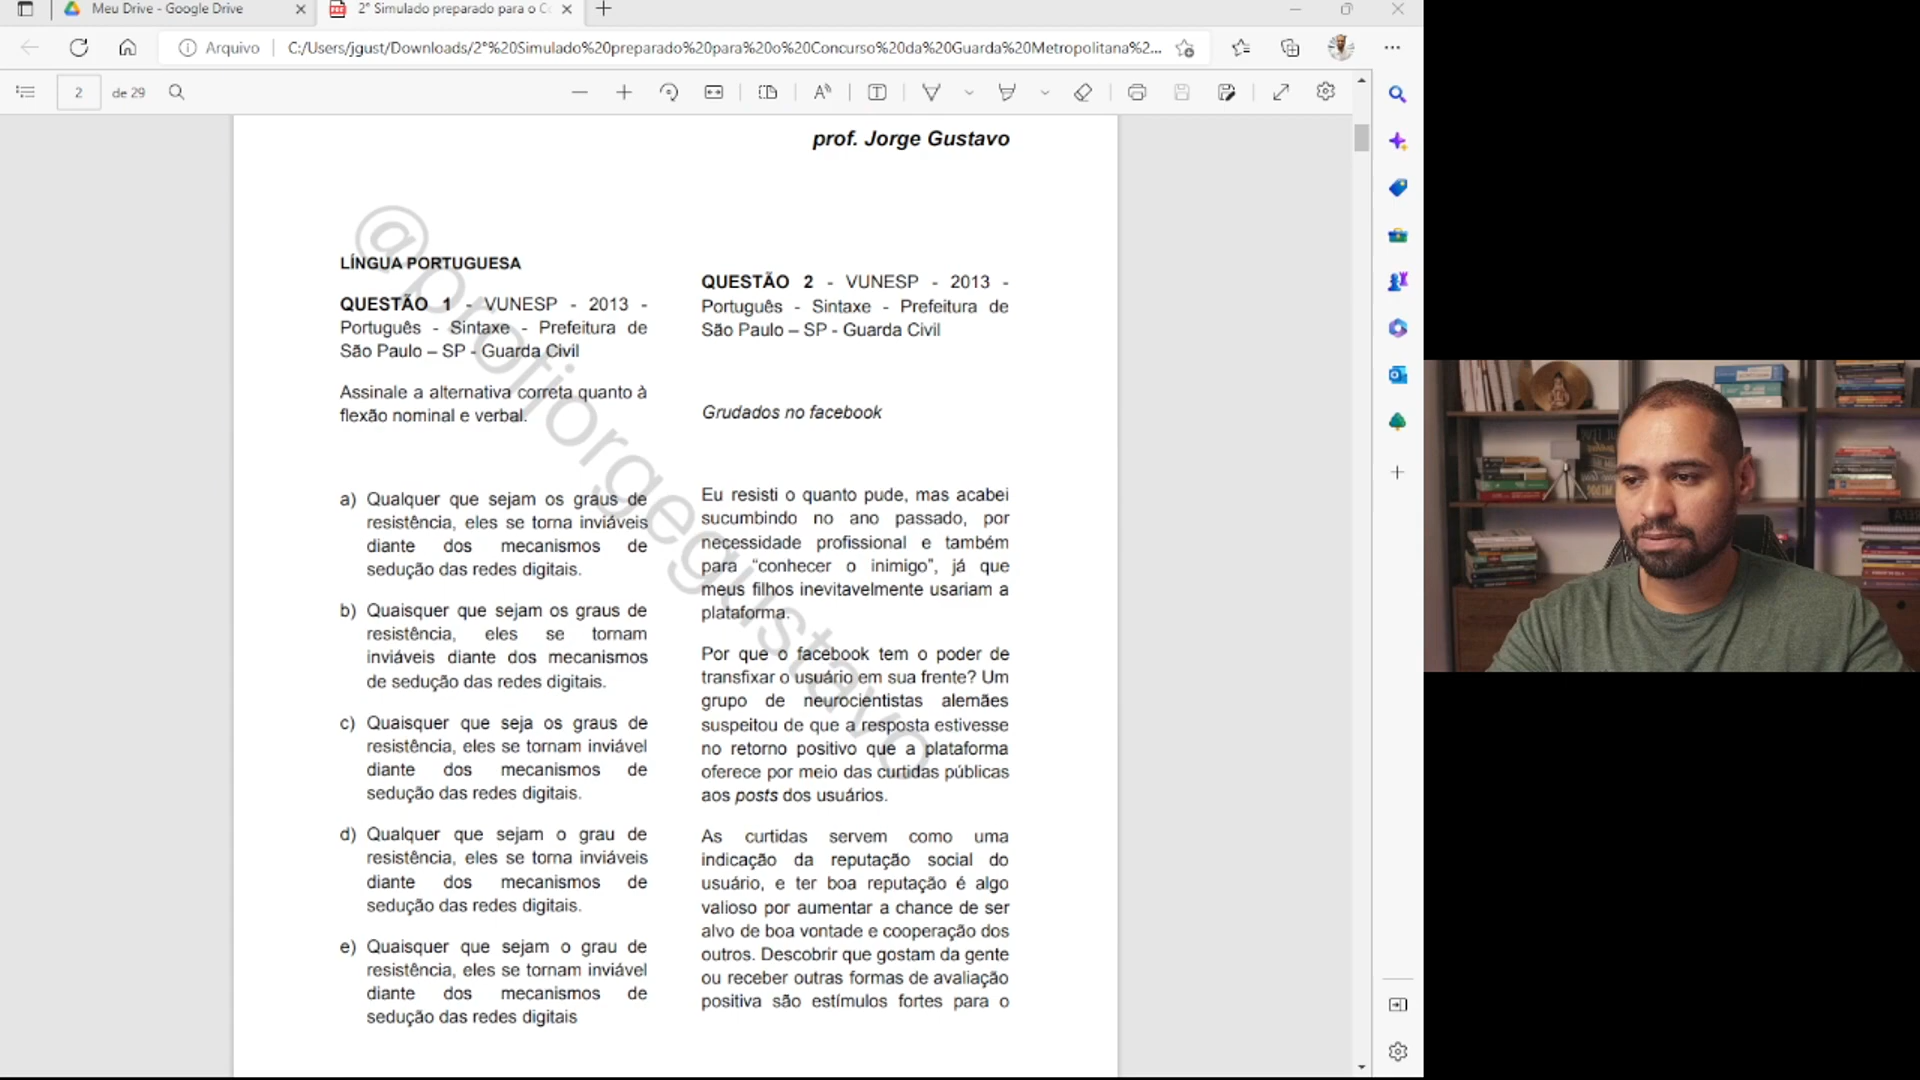 Meu Drive - Google Drive
2° Simulado preparado para o C
Arquivo
C:/Users/jgust/Downloads/2°%20Simulado%20preparado%20para%20o%20Concurso%20da%20Guarda%20Metropolitana%2...
2
de 29
prof. Jorge Gustavo
@profjorgegustavo
LÍNGUA PORTUGUESA
QUESTÃO 1 - VUNESP - 2013 -
Português - Sintaxe - Prefeitura de
São Paulo – SP - Guarda Civil
Assinale a alternativa correta quanto à
flexão nominal e verbal.
a) Qualquer que sejam os graus de
resistência, eles se torna inviáveis
diante dos mecanismos de
sedução das redes digitais.
b) Quaisquer que sejam os graus de
resistência, eles se tornam
inviáveis diante dos mecanismos
de sedução das redes digitais.
c) Quaisquer que seja os graus de
resistência, eles se tornam inviável
diante dos mecanismos de
sedução das redes digitais.
d) Qualquer que sejam o grau de
resistência, eles se torna inviáveis
diante dos mecanismos de
sedução das redes digitais.
e) Quaisquer que sejam o grau de
resistência, eles se tornam inviável
diante dos mecanismos de
sedução das redes digitais
QUESTÃO 2 - VUNESP - 2013 -
Português - Sintaxe - Prefeitura de
São Paulo – SP - Guarda Civil
Grudados no facebook
Eu resisti o quanto pude, mas acabei
sucumbindo no ano passado, por
necessidade profissional e também
para “conhecer o inimigo”, já que
meus filhos inevitavelmente usariam a
plataforma.
Por que o facebook tem o poder de
transfixar o usuário em sua frente? Um
grupo de neurocientistas alemães
suspeitou de que a resposta estivesse
no retorno positivo que a plataforma
oferece por meio das curtidas públicas
aos posts dos usuários.
As curtidas servem como uma
indicação da reputação social do
usuário, e ter boa reputação é algo
valioso por aumentar a chance de ser
alvo de boa vontade e cooperação dos
outros. Descobrir que gostam da gente
ou receber outras formas de avaliação
positiva são estímulos fortes para o